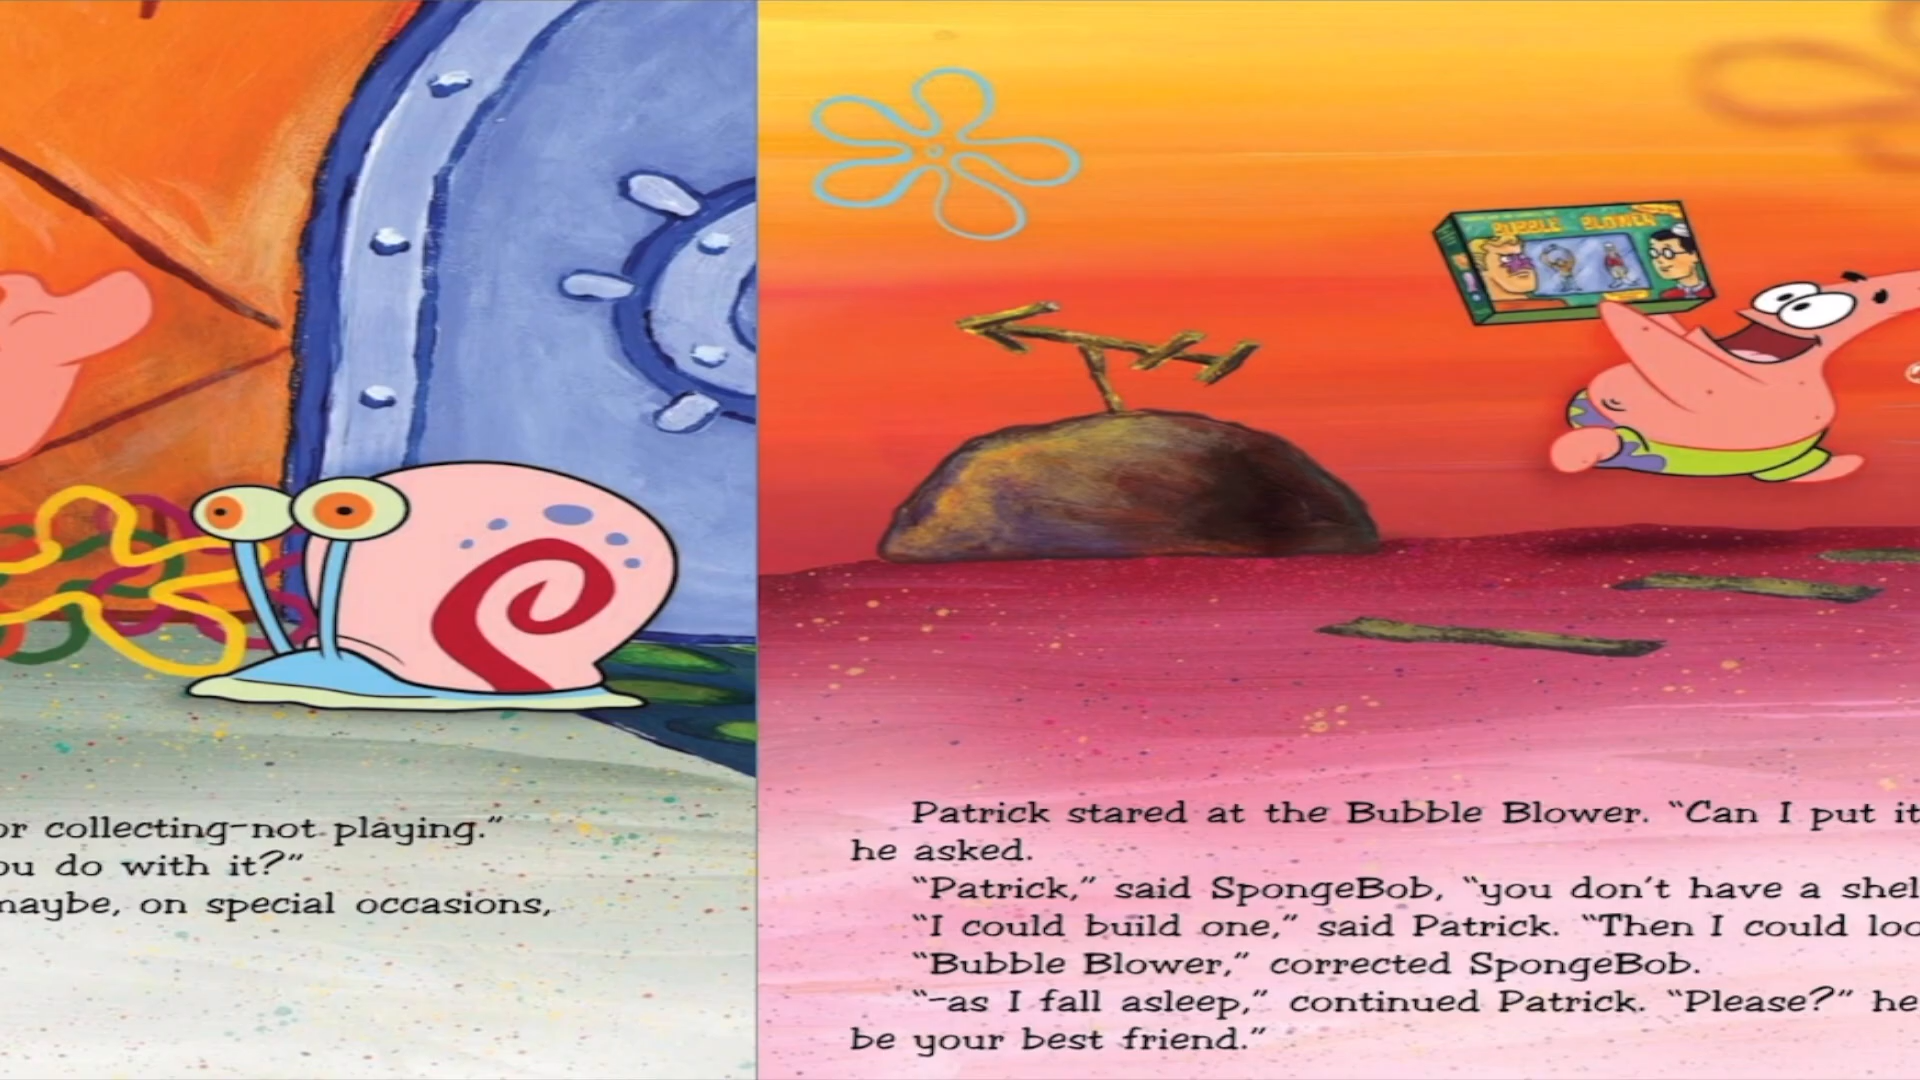 or collecting-not playing.”
ou do with it?”
maybe, on special occasions,
BUBBLE BLOWER
Patrick stared at the Bubble Blower. “Can I put it
he asked.
“Patrick,” said SpongeBob, “you don’t have a shel
“I could build one,” said Patrick. “Then I could loo
“Bubble Blower,” corrected SpongeBob.
“-as I fall asleep,” continued Patrick. “Please?” he
be your best friend.”